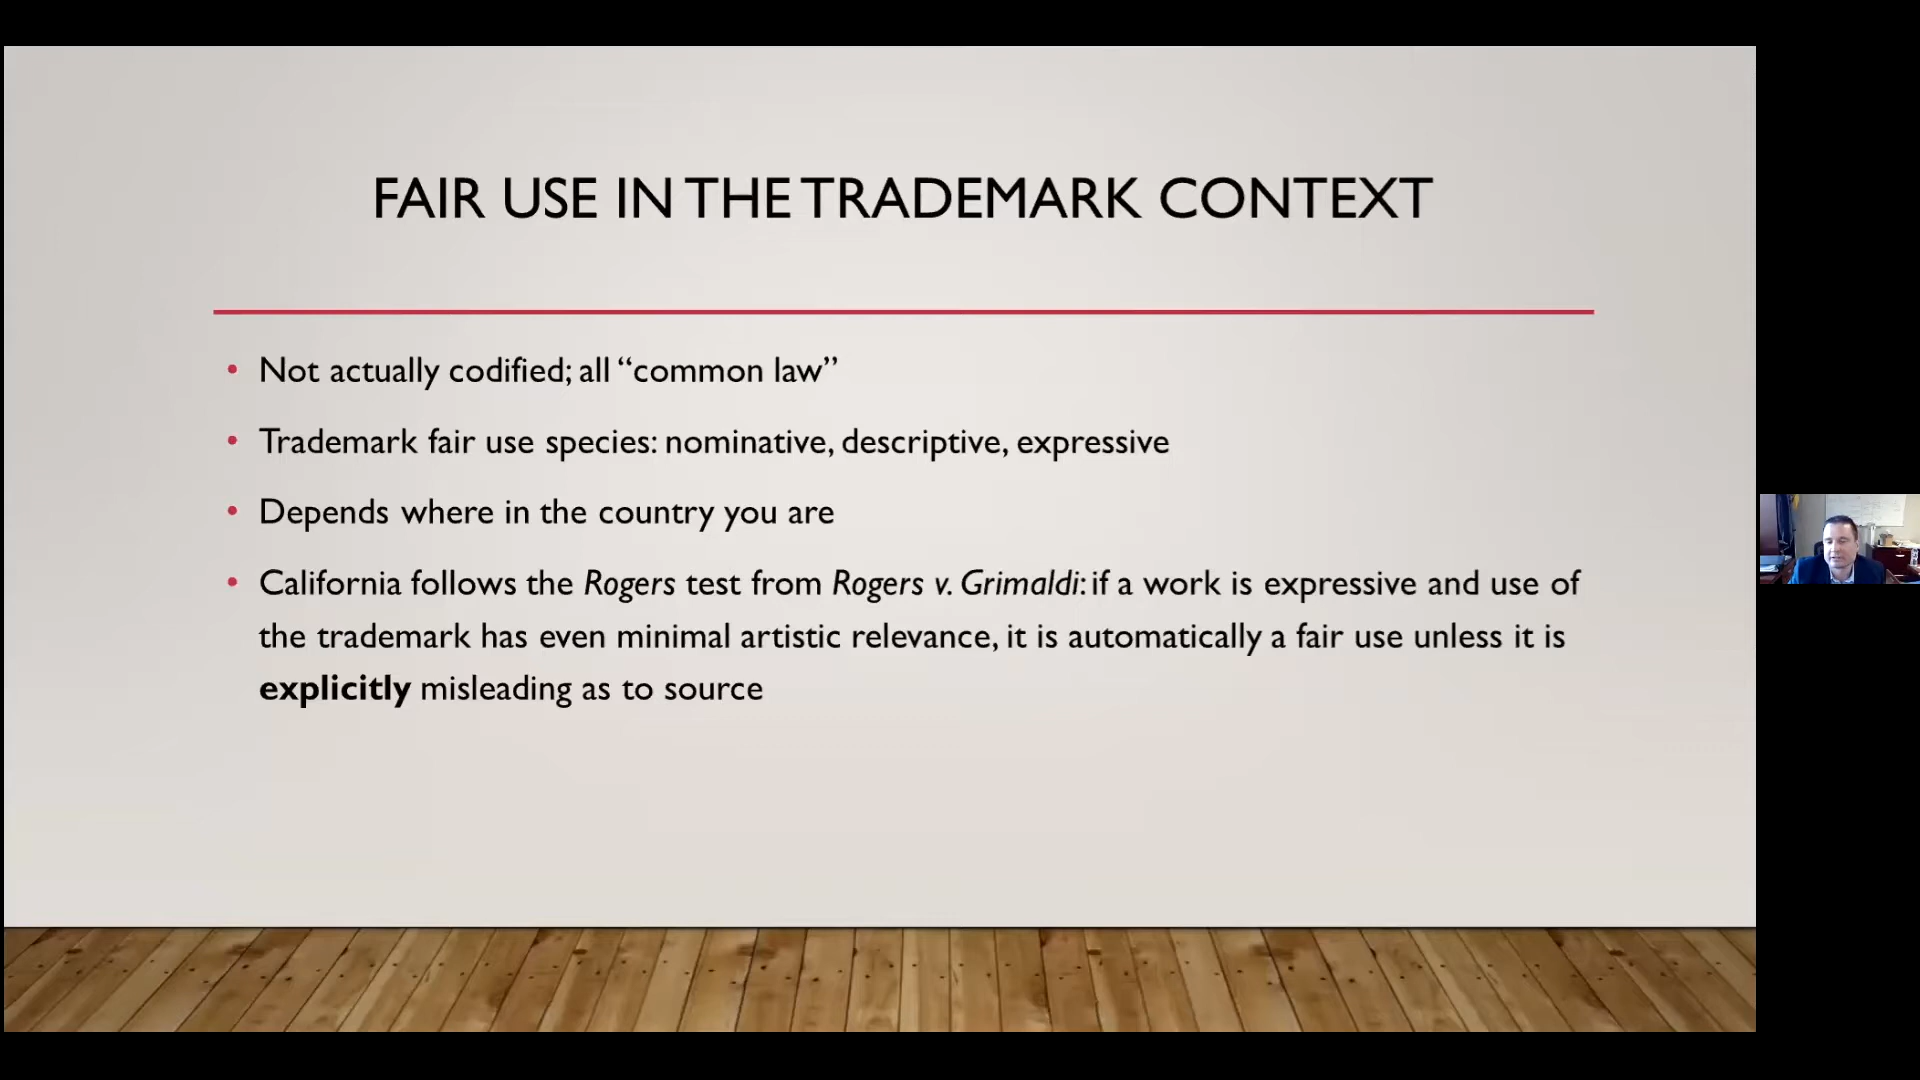 FAIR USE IN THE TRADEMARK CONTEXT
• Not actually codified; all “common law”
• Trademark fair use species: nominative, descriptive, expressive
• Depends where in the country you are
• California follows the Rogers test from Rogers v. Grimaldi: if a work is expressive and use of
the trademark has even minimal artistic relevance, it is automatically a fair use unless it is
explicitly misleading as to source